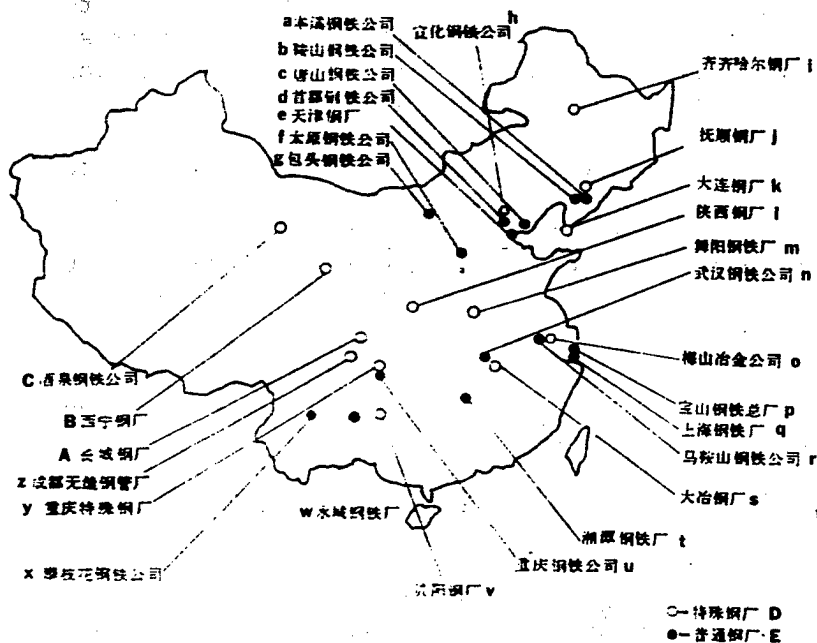 a本溪钢铁公司
b鞍山钢铁公司
c唐山钢铁公司
d首都钢铁公司
e天津钢厂
f太原钢铁公司
g包头钢铁公司
宣化钢铁公司h
齐齐哈尔钢厂 i
抚顺钢厂 j
大连钢厂 k
陕西钢厂 l
舞阳钢铁厂 m
武汉钢铁公司 n
梅山冶金公司 o
宝山钢铁总厂 p
上海钢铁厂 q
马鞍山钢铁公司 r
大冶钢厂 s
湘潭钢铁厂 t
重庆钢铁公司 u
贵阳钢厂 v
w水城钢铁厂
x 攀枝花钢铁公司
y 重庆特殊钢厂
z成都无缝钢管厂
A 长城钢厂
B西宁钢厂
C酒泉钢铁公司
特殊钢厂 D
普通钢厂 E